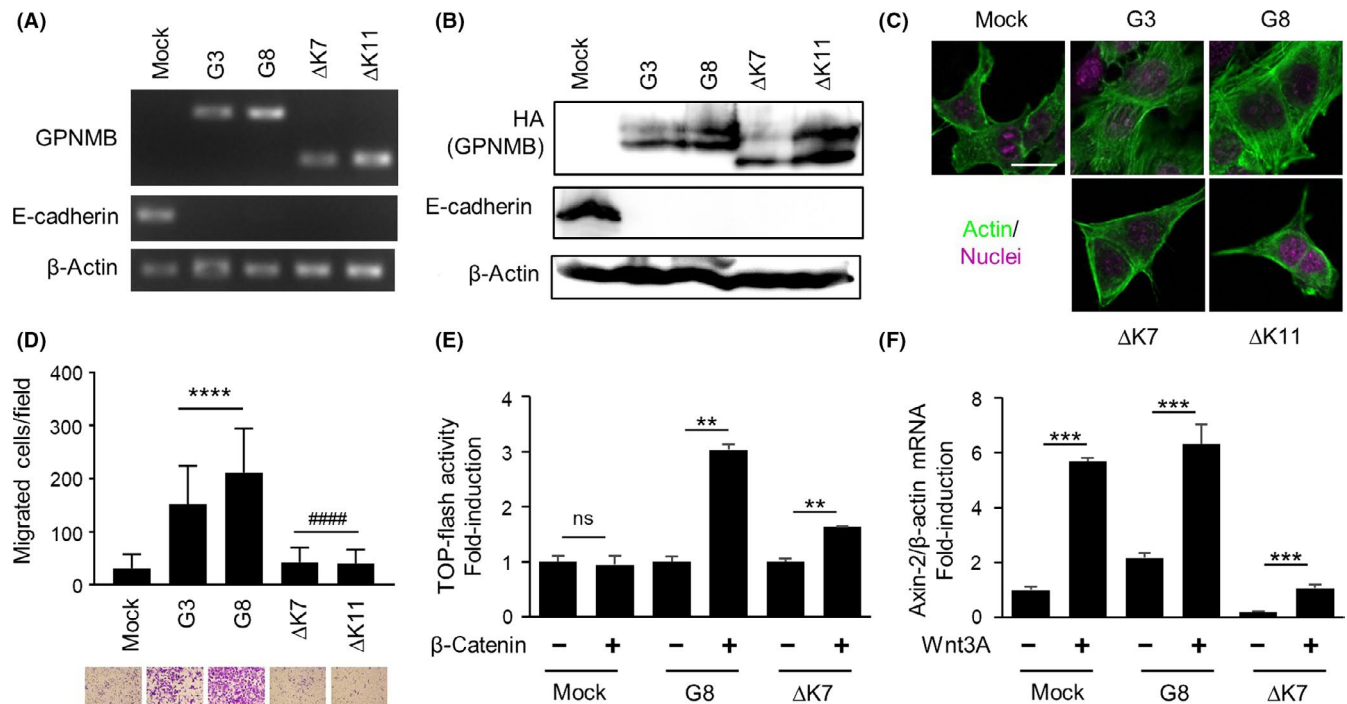 (A)
Mock
G3
G8
ΔK7
ΔK11
GPNMB
E-cadherin
β-Actin
(B)
Mock
G3
G8
ΔK7
ΔK11
HA
(GPNMB)
E-cadherin
β-Actin
(C)
Mock
G3
G8
Actin/
Nuclei
ΔK7
ΔK11
(D)
Migrated cells/field
400
300
200
100
0
****
####
Mock
G3
G8
ΔK7
ΔK11
(E)
TOP-flash activity
Fold-induction
4
3
2
1
0
ns
**
**
β-Catenin − + − + − +
Mock
G8
ΔK7
(F)
Axin-2/β-actin mRNA
Fold-induction
8
6
4
2
0
***
***
***
Wnt3A − + − + − +
Mock
G8
ΔK7